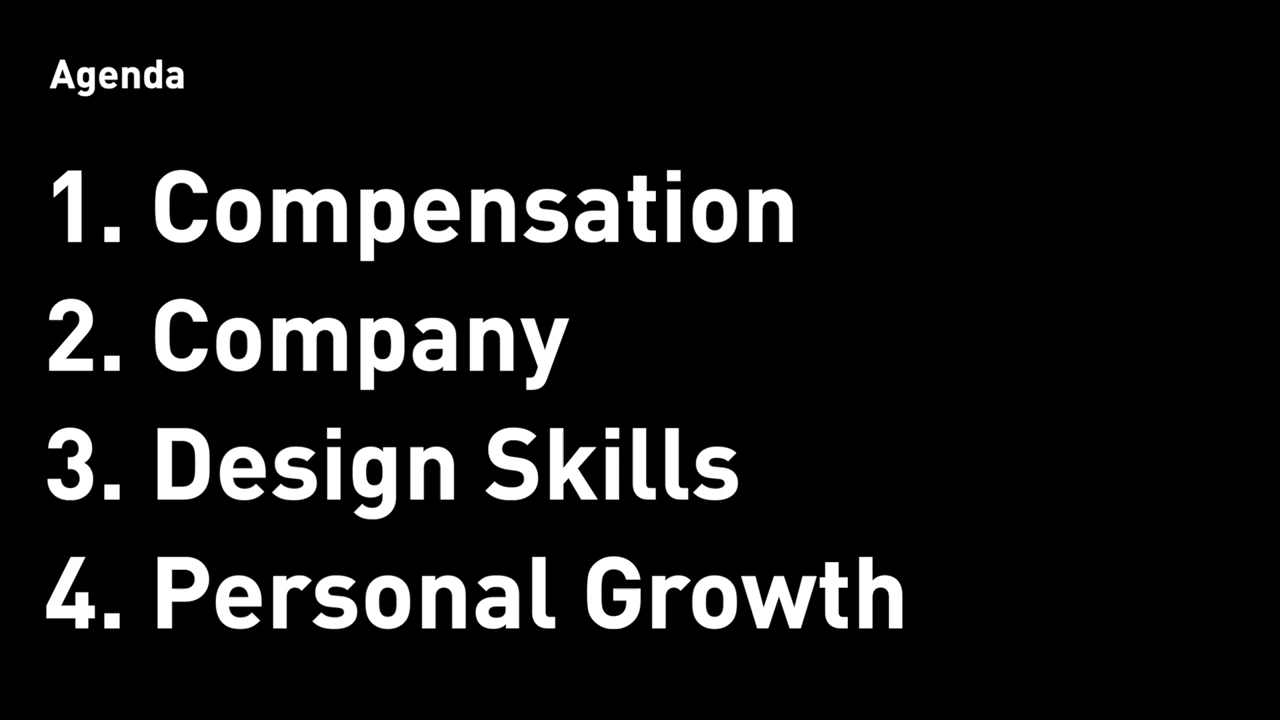 Agenda
1. Compensation
2. Company
3. Design Skills
4. Personal Growth